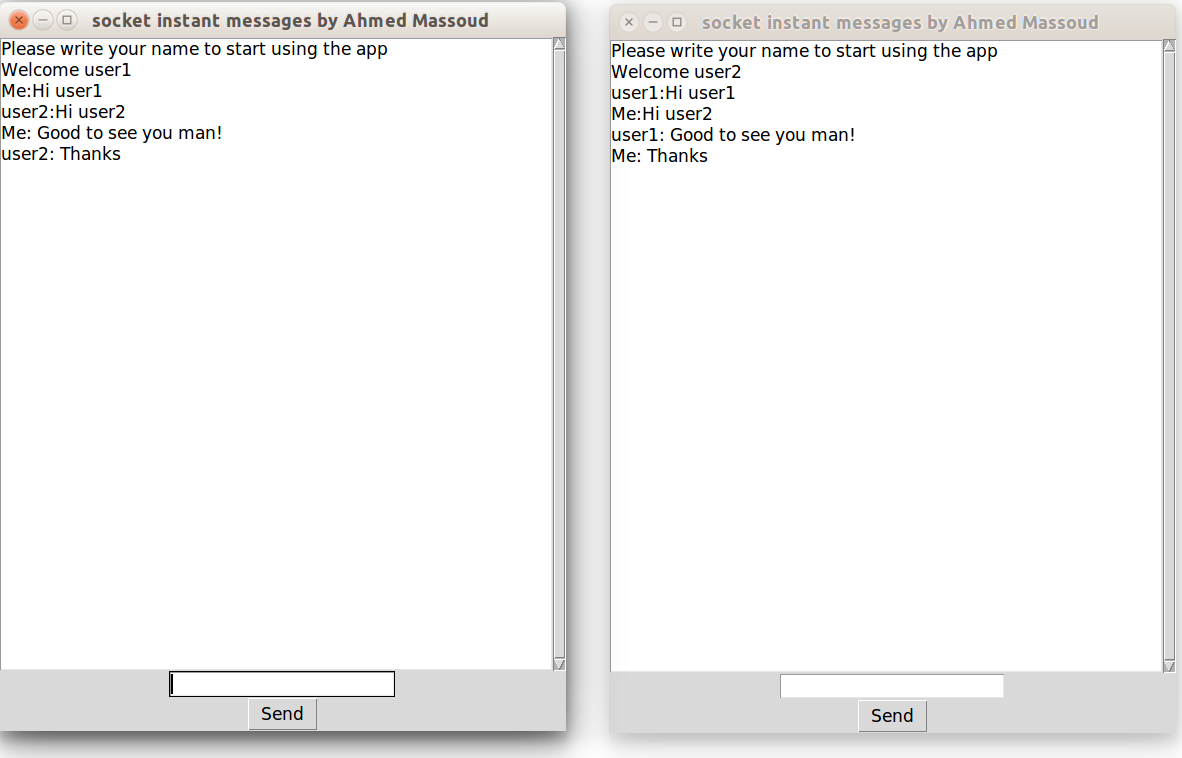 socket instant messages by Ahmed Massoud
Please write your name to start using the app
Welcome user1
Me:Hi user1
user2:Hi user2
Me: Good to see you man!
user2: Thanks
Send
socket instant messages by Ahmed Massoud
Please write your name to start using the app
Welcome user2
user1:Hi user1
Me:Hi user2
user1: Good to see you man!
Me: Thanks
Send